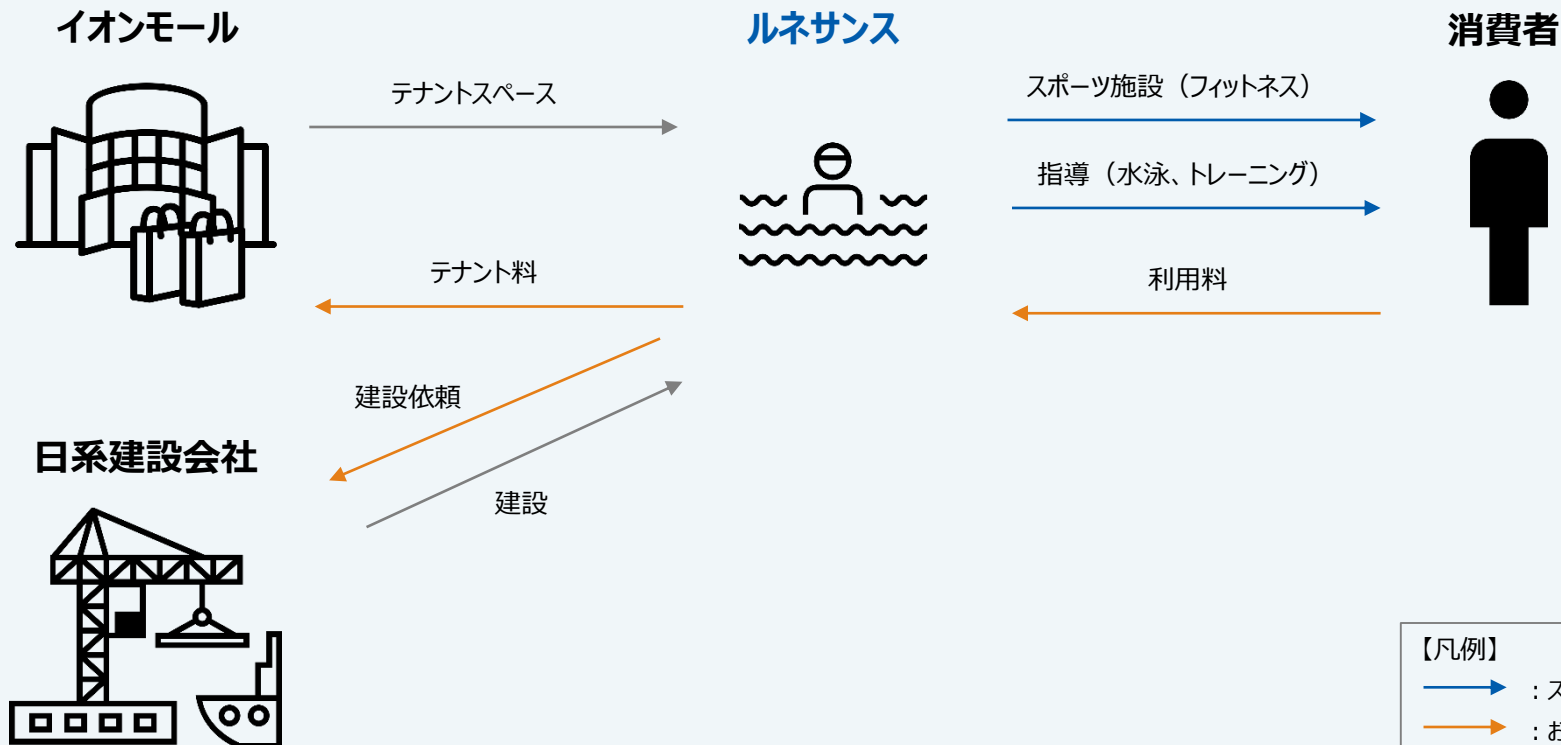 イオンモール
ルネサンス
消費者
テナントスペース
スポーツ施設（フィットネス）
指導（水泳、トレーニング）
テナント料
利用料
建設依頼
日系建設会社
建設
【凡例】
：ス
：お